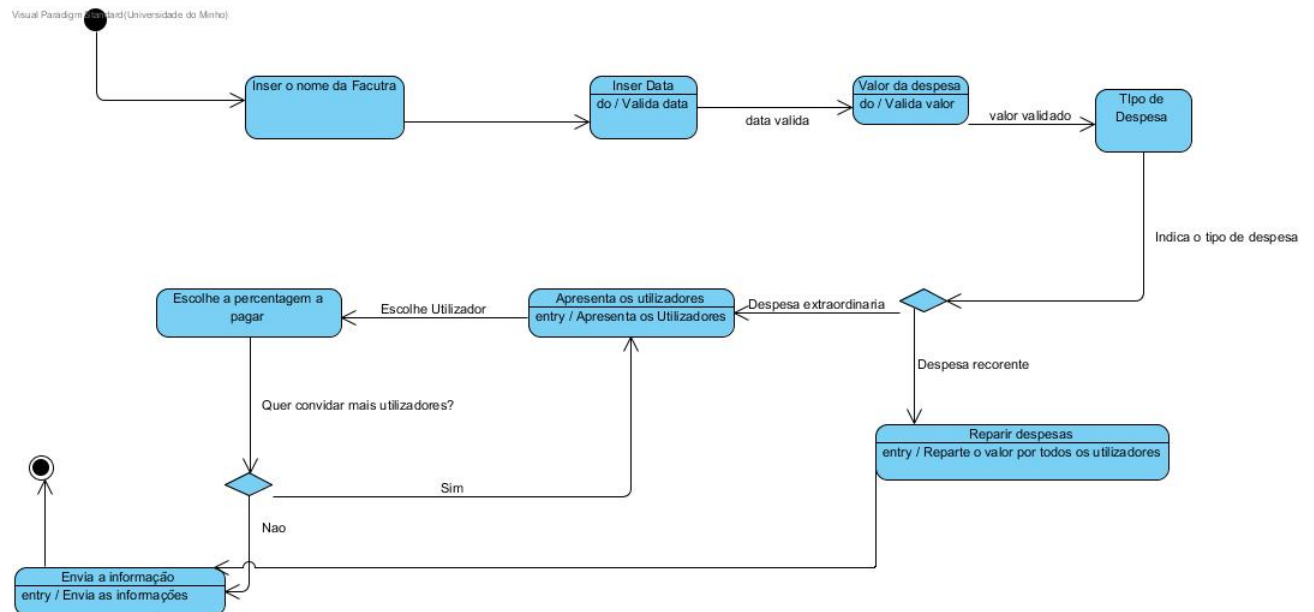 Visual Paradigm Standard(Universidade do Minho)
Inser o nome da Facutra
Inser Data
do / Valida data
data valida
Valor da despesa
do / Valida valor
valor validado
TIpo de
Despesa
Indica o tipo de despesa
Despesa extraordinaria
Apresenta os utilizadores
entry / Apresenta os Utilizadores
Escolhe Utilizador
Escolhe a percentagem a
pagar
Despesa recorente
Quer convidar mais utilizadores?
Reparir despesas
entry / Reparte o valor por todos os utilizadores
Sim
Nao
Envia a informação
entry / Envia as informações